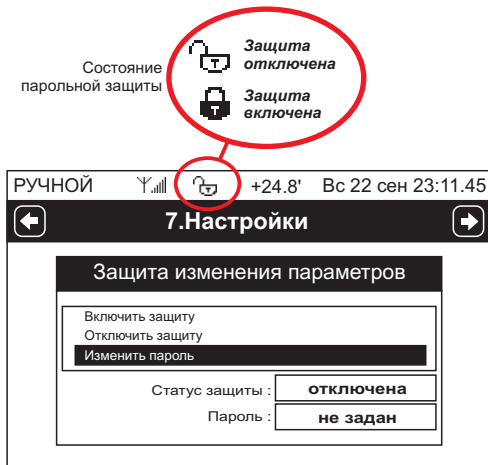 Состояние
парольной защиты
Защита
отключена
Защита
включена
РУЧНОЙ +24.8' Вс 22 сен 23:11.45
7.Настройки
Защита изменения параметров
Включить защиту
Отключить защиту
Изменить пароль
Статус защиты : отключена
Пароль : не задан